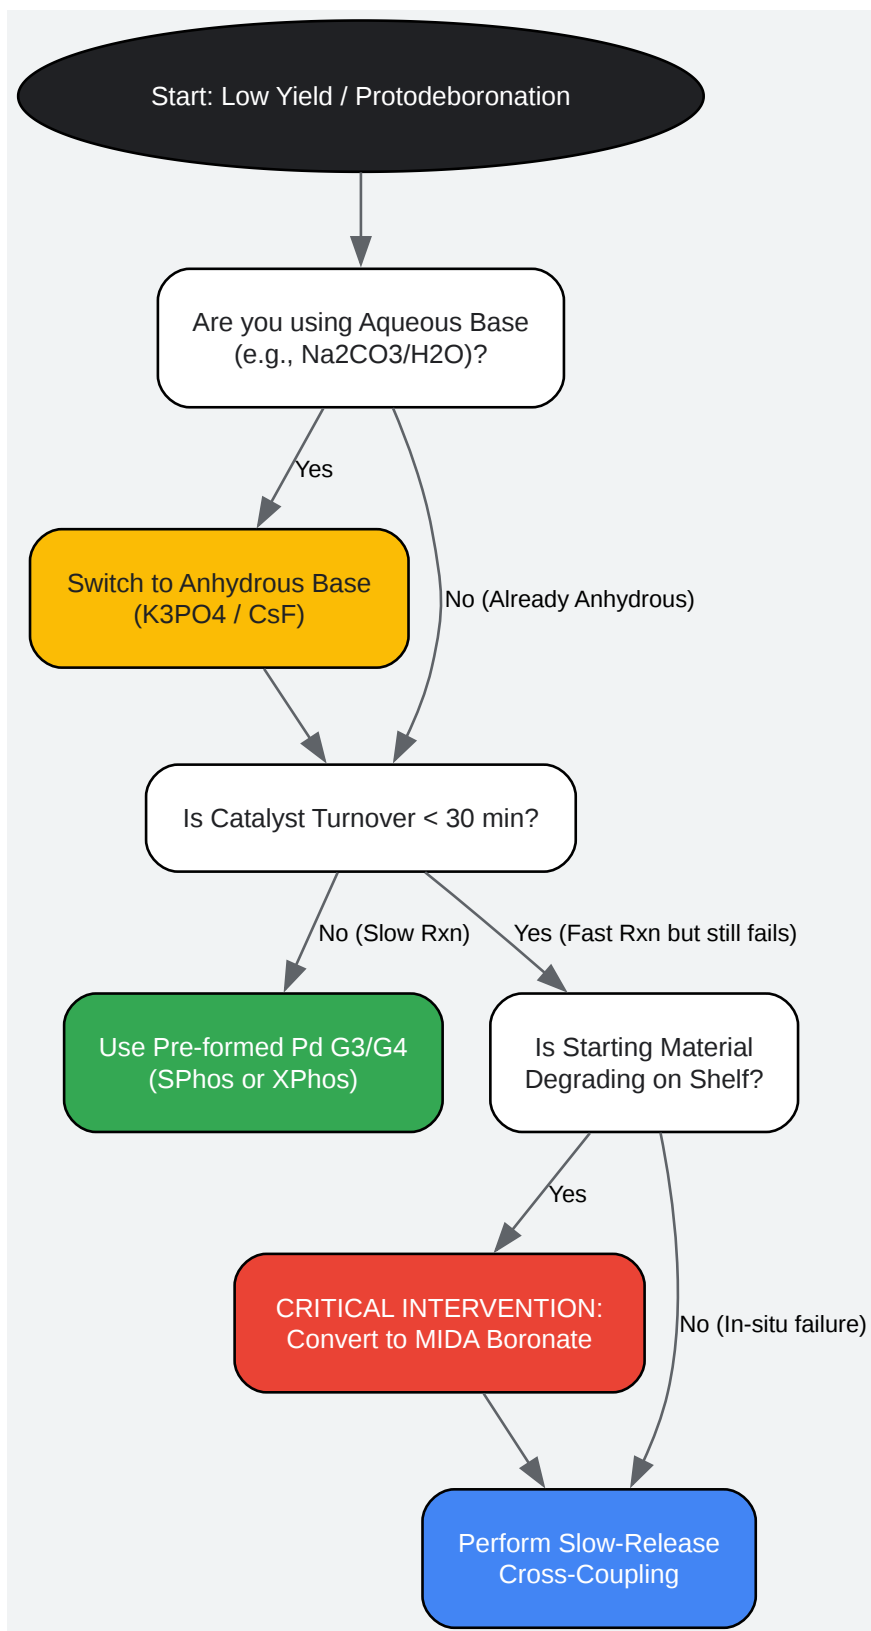 Start: Low Yield / Protodeboronation
Are you using Aqueous Base
(e.g., Na2CO3/H2O)?
Yes
Switch to Anhydrous Base
(K3PO4 / CsF)
No (Already Anhydrous)
Is Catalyst Turnover < 30 min?
No (Slow Rxn)
Yes (Fast Rxn but still fails)
Use Pre-formed Pd G3/G4
(SPhos or XPhos)
Is Starting Material
Degrading on Shelf?
Yes
CRITICAL INTERVENTION:
Convert to MIDA Boronate
No (In-situ failure)
Perform Slow-Release
Cross-Coupling